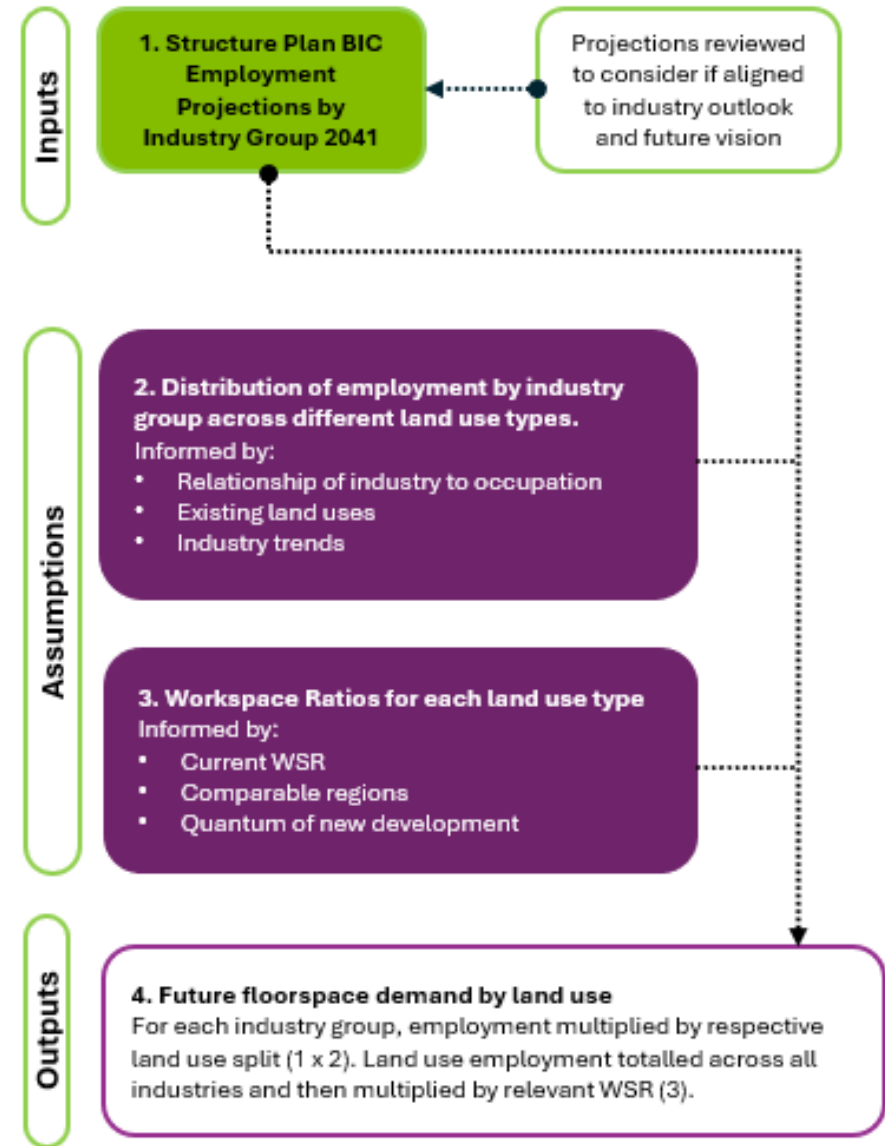 Inputs
1. Structure Plan BIC
Employment
Projections by
Industry Group 2041
Projections reviewed
to consider if aligned
to industry outlook
and future vision
Assumptions
2. Distribution of employment by industry
group across different land use types.
Informed by:
• Relationship of industry to occupation
• Existing land uses
• Industry trends
3. Workspace Ratios for each land use type
Informed by:
• Current WSR
• Comparable regions
• Quantum of new development
Outputs
4. Future floorspace demand by land use
For each industry group, employment multiplied by respective
land use split (1 x 2). Land use employment totalled across all
industries and then multiplied by relevant WSR (3).